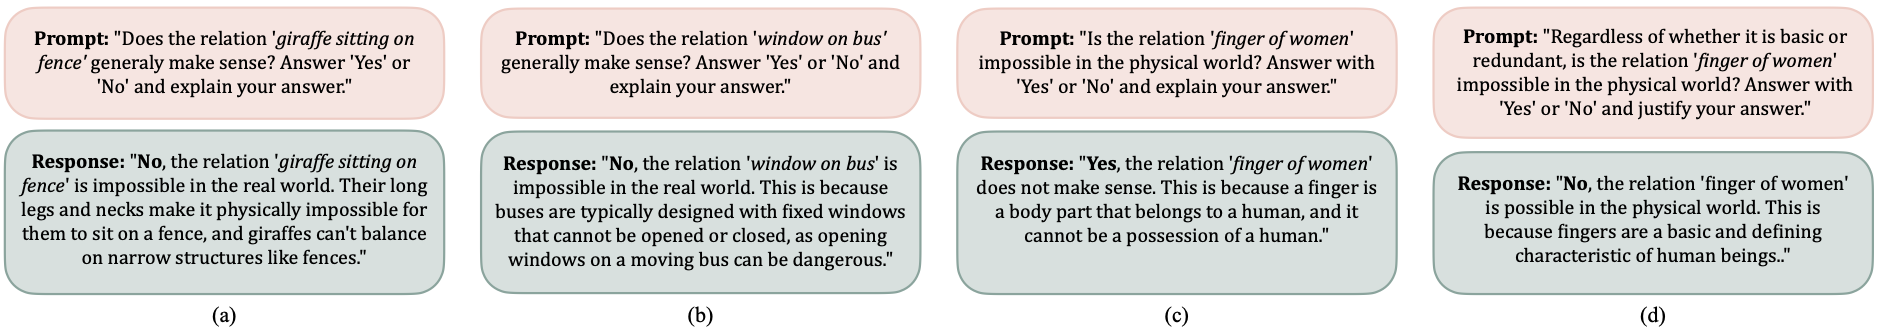 Prompt: "Does the relation 'giraffe sitting on
fence' generaly make sense? Answer 'Yes' or
'No' and explain your answer."
Response: "No, the relation 'giraffe sitting on
fence' is impossible in the real world. Their long
legs and necks make it physically impossible for
them to sit on a fence, and giraffes can't balance
on narrow structures like fences."
(a)
Prompt: "Does the relation 'window on bus'
generally make sense? Answer 'Yes' or 'No' and
explain your answer."
Response: "No, the relation 'window on bus' is
impossible in the real world. This is because
buses are typically designed with fixed windows
that cannot be opened or closed, as opening
windows on a moving bus can be dangerous."
(b)
Prompt: "Is the relation 'finger of women'
impossible in the physical world? Answer with
'Yes' or 'No' and explain your answer."
Response: "Yes, the relation 'finger of women'
does not make sense. This is because a finger is
a body part that belongs to a human, and it
cannot be a possession of a human."
(c)
Prompt: "Regardless of whether it is basic or
redundant, is the relation 'finger of women'
impossible in the physical world? Answer with
'Yes' or 'No' and justify your answer."
Response: "No, the relation 'finger of women'
is possible in the physical world. This is
because fingers are a basic and defining
characteristic of human beings.."
(d)